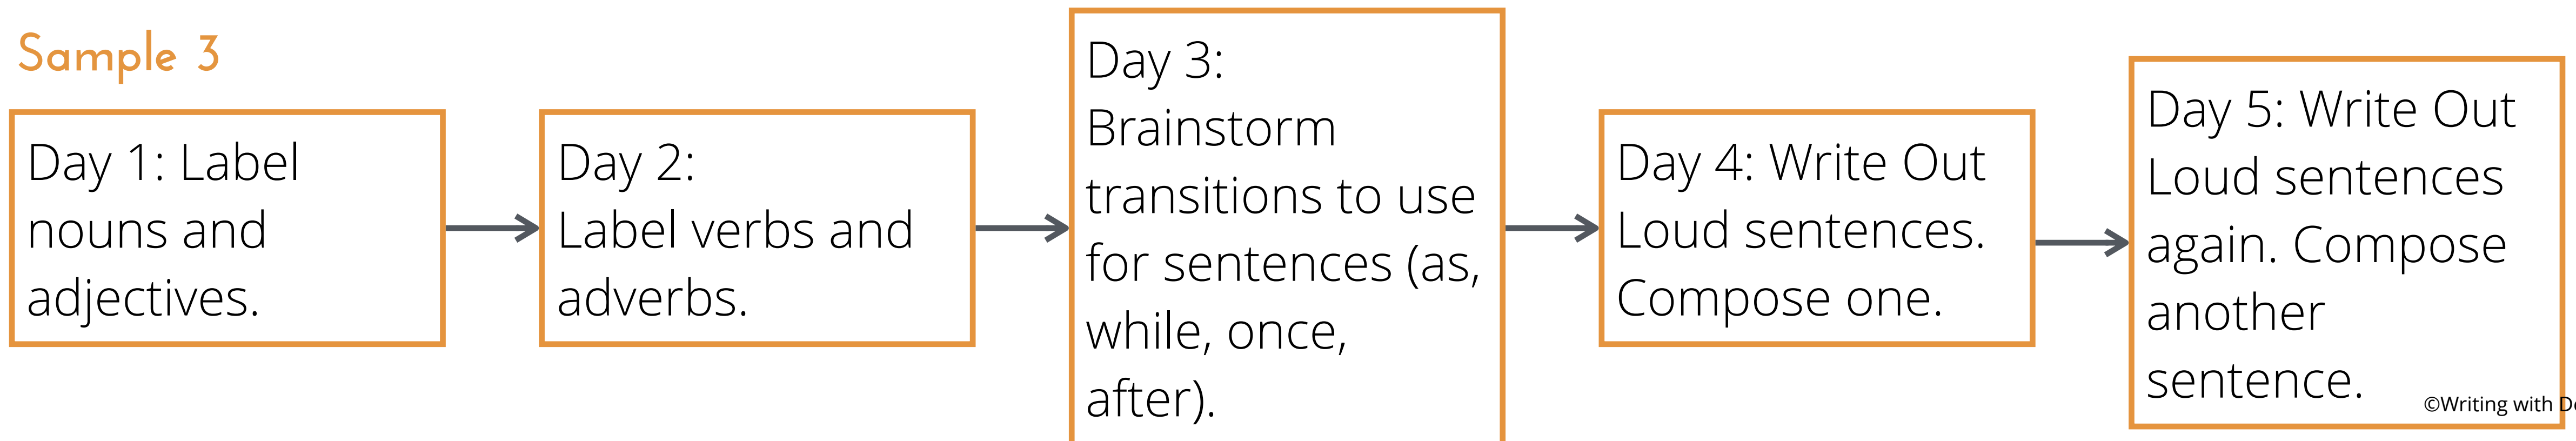 Sample 3
Day 1: Label
nouns and
adjectives.
Day 2:
Label verbs and
adverbs.
Day 3:
Brainstorm
transitions to use
for sentences (as,
while, once,
after).
Day 4: Write Out
Loud sentences.
Compose one.
Day 5: Write Out
Loud sentences
again. Compose
another
sentence.
©Writing with